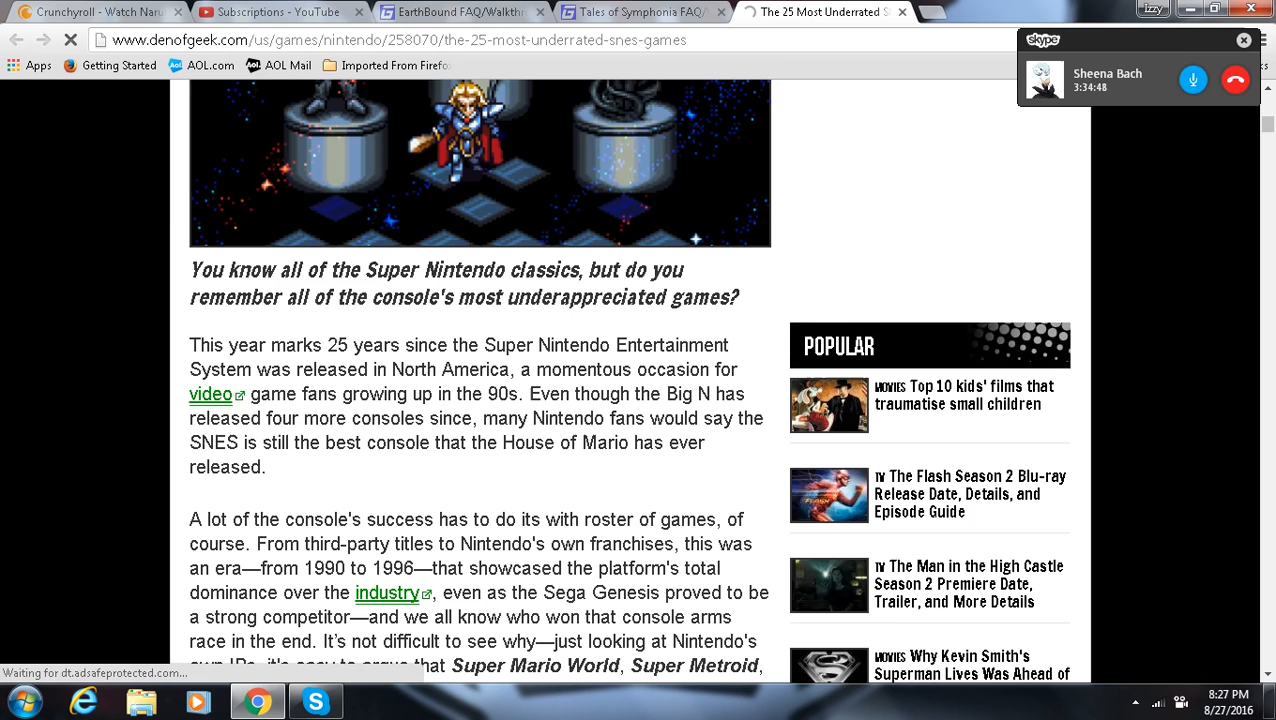 Crunchyroll - Watch Naru
Subscriptions - YouTube
EarthBound FAQ/Walkthr
Tales of Symphonia FAQ/
The 25 Most Underrated S
Izzy
www.denofgeek.com/us/games/nintendo/258070/the-25-most-underrated-snes-games
Apps
Getting Started
AOL.com
AOL Mail
Imported From Firefo
skype
Sheena Bach
3:34:48
You know all of the Super Nintendo classics, but do you
remember all of the console's most underappreciated games?
This year marks 25 years since the Super Nintendo Entertainment
System was released in North America, a momentous occasion for
video game fans growing up in the 90s. Even though the Big N has
released four more consoles since, many Nintendo fans would say the
SNES is still the best console that the House of Mario has ever
released.
A lot of the console's success has to do its with roster of games, of
course. From third-party titles to Nintendo's own franchises, this was
an era—from 1990 to 1996—that showcased the platform's total
dominance over the industry, even as the Sega Genesis proved to be
a strong competitor—and we all know who won that console arms
race in the end. It's not difficult to see why—just looking at Nintendo's
own IPs, it's easy to argue that Super Mario World, Super Metroid,
POPULAR
MOVIES Top 10 kids' films that
traumatise small children
TV The Flash Season 2 Blu-ray
Release Date, Details, and
Episode Guide
TV The Man in the High Castle
Season 2 Premiere Date,
Trailer, and More Details
MOVIES Why Kevin Smith's
Superman Lives Was Ahead of
Waiting for dt.adsafeprotected.com...
8:27 PM
8/27/2016